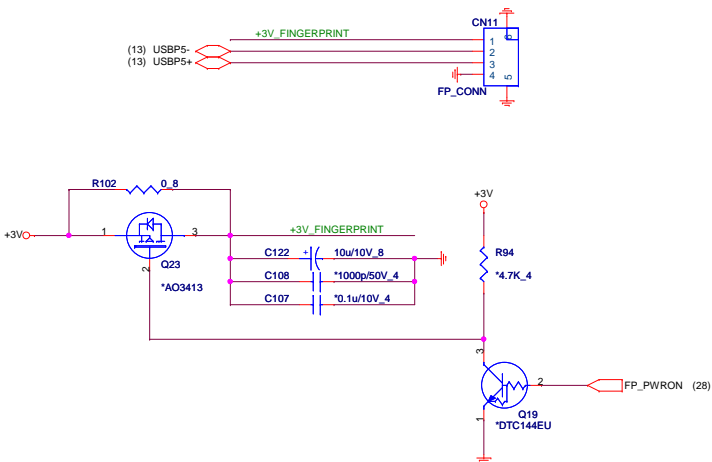 CN11
+3V_FINGERPRINT
1
6
(13) USBP5-
2
(13) USBP5+
3
4
5
FP_CONN
R102
0_8
+3V
+3V
1
3
+3V_FINGERPRINT
C122
+
10u/10V_8
R94
Q23
2
C108
*1000p/50V_4
*4.7K_4
*AO3413
C107
*0.1u/10V_4
3
2
FP_PWRON (28)
Q19
1
*DTC144EU